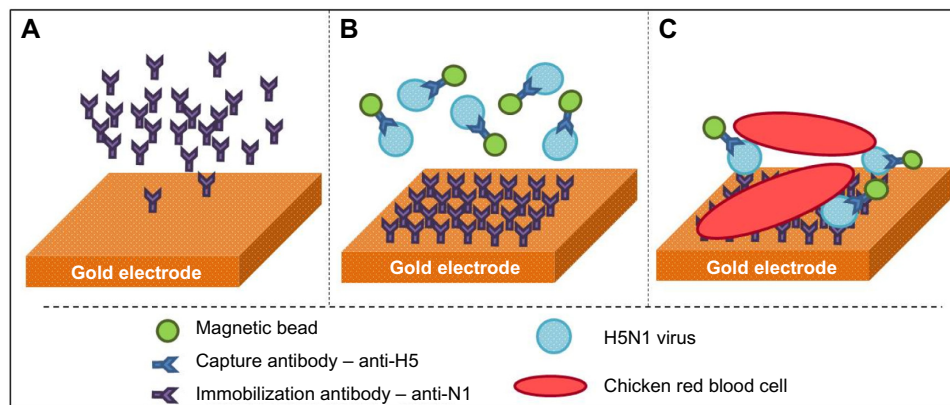 A
B
C
Gold electrode
Gold electrode
Gold electrode
Magnetic bead
Capture antibody – anti-H5
Immobilization antibody – anti-N1
H5N1 virus
Chicken red blood cell